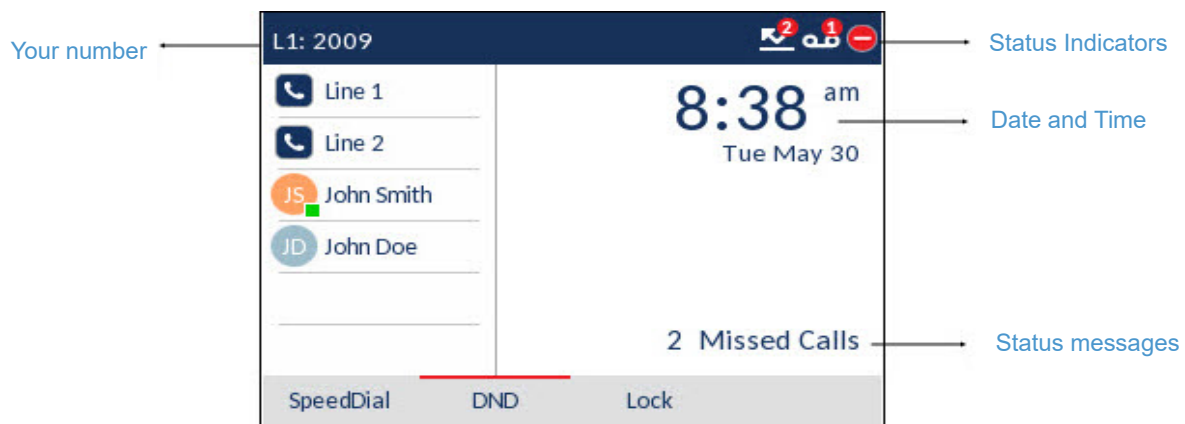 Your number
L1: 2009
2
1
Status Indicators
Line 1
Line 2
JS John Smith
JD John Doe
8:38 am
Tue May 30
Date and Time
2 Missed Calls
Status messages
SpeedDial DND Lock